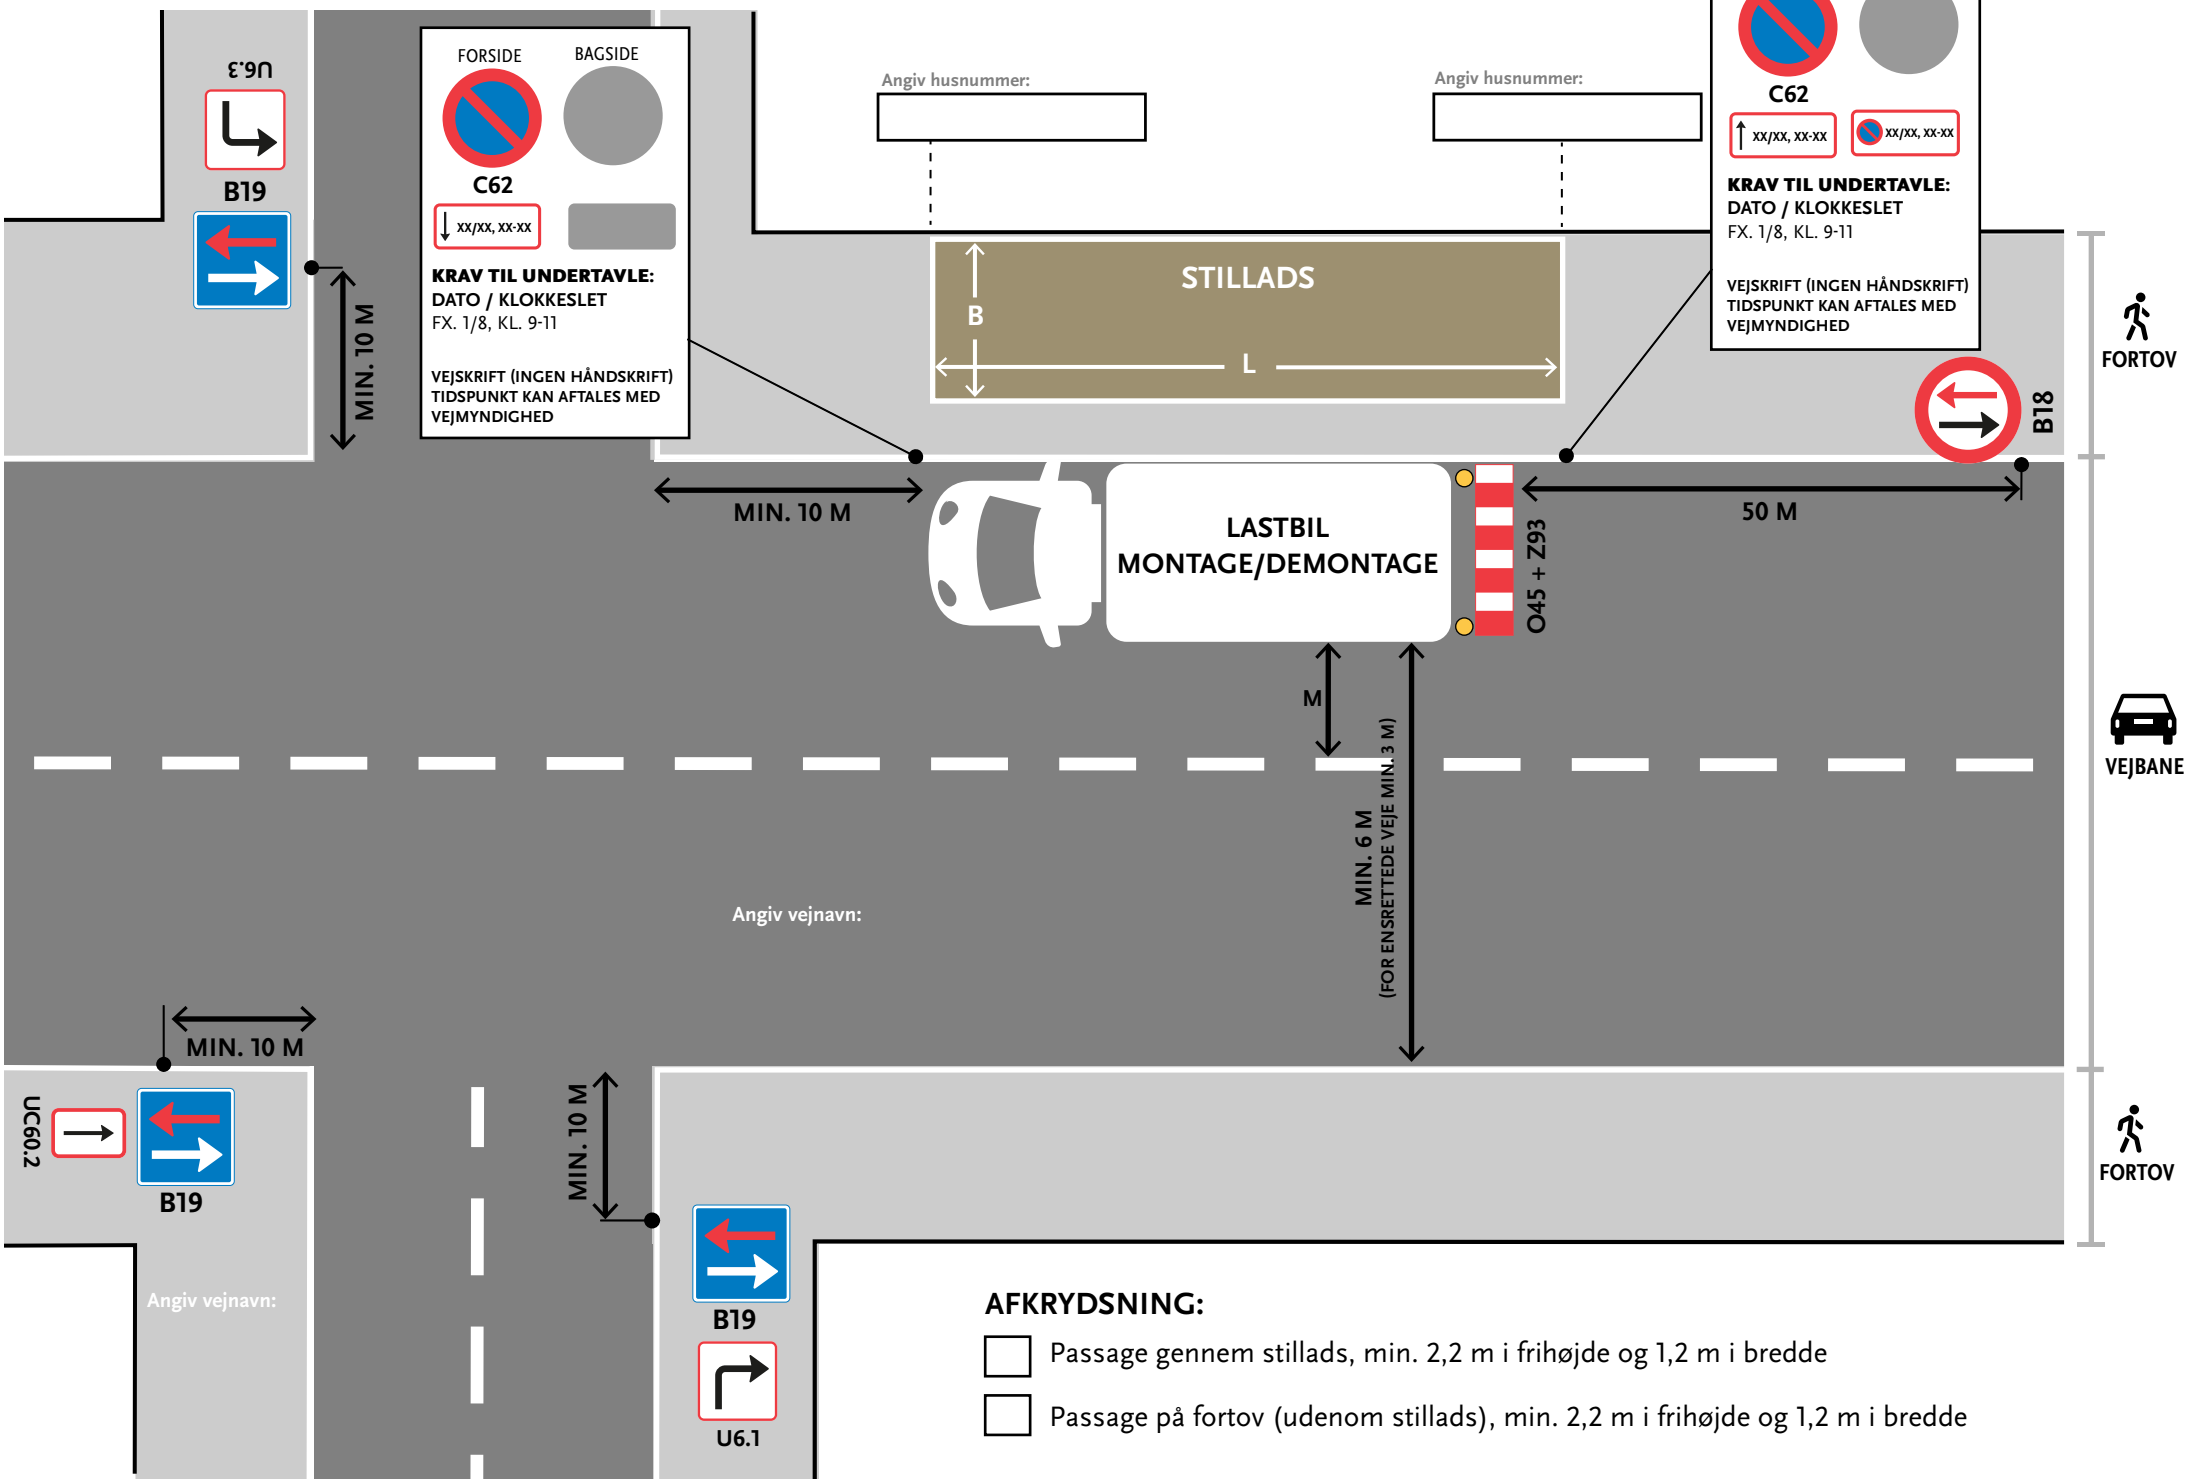 U6.3
B19
MIN. 10 M
FORSIDE
BAGSIDE
C62
xx/xx, xx-xx
KRAV TIL UNDERTAVLE:
DATO / KLOKKESLET
FX. 1/8, KL. 9-11
VEJSKRIFT (INGEN HÅNDSKRIFT)
TIDSPUNKT KAN AFTALES MED
VEJMYNDIGHED
Angiv husnummer:
Angiv husnummer:
C62
xx/xx, xx-xx
xx/xx, xx-xx
KRAV TIL UNDERTAVLE:
DATO / KLOKKESLET
FX. 1/8, KL. 9-11
VEJSKRIFT (INGEN HÅNDSKRIFT)
TIDSPUNKT KAN AFTALES MED
VEJMYNDIGHED
STILLADS
B
L
FORTOV
B18
MIN. 10 M
50 M
LASTBIL
MONTAGE/DEMONTAGE
O45 + Z93
M
MIN. 6 M
(FOR ENSRETTEDE VEJE MIN. 3 M)
VEJBANE
Angiv vejnavn:
MIN. 10 M
UC60.2
B19
MIN. 10 M
FORTOV
Angiv vejnavn:
B19
U6.1
AFKRYDSNING:
Passage gennem stillads, min. 2,2 m i frihøjde og 1,2 m i bredde
Passage på fortov (udenom stillads), min. 2,2 m i frihøjde og 1,2 m i bredde